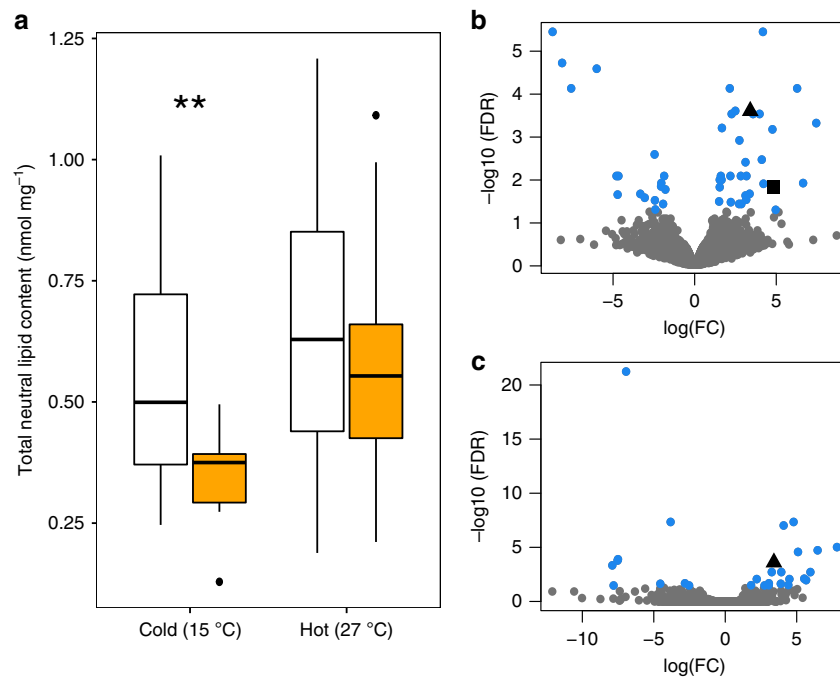 a
Total neutral lipid content (nmol mg⁻¹)
1.25
1.00
0.75
0.50
0.25
**
Cold (15 °C)
Hot (27 °C)
b
−log10 (FDR)
5
4
3
2
1
0
−5
0
5
log(FC)
c
−log10 (FDR)
20
15
10
5
0
−10
−5
0
5
log(FC)